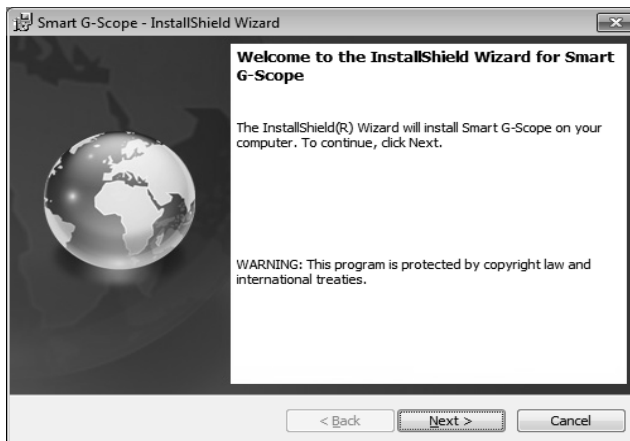 Smart G-Scope - InstallShield Wizard
Welcome to the InstallShield Wizard for Smart
G-Scope
The InstallShield(R) Wizard will install Smart G-Scope on your
computer. To continue, click Next.
WARNING: This program is protected by copyright law and
international treaties.
< Back
Next >
Cancel